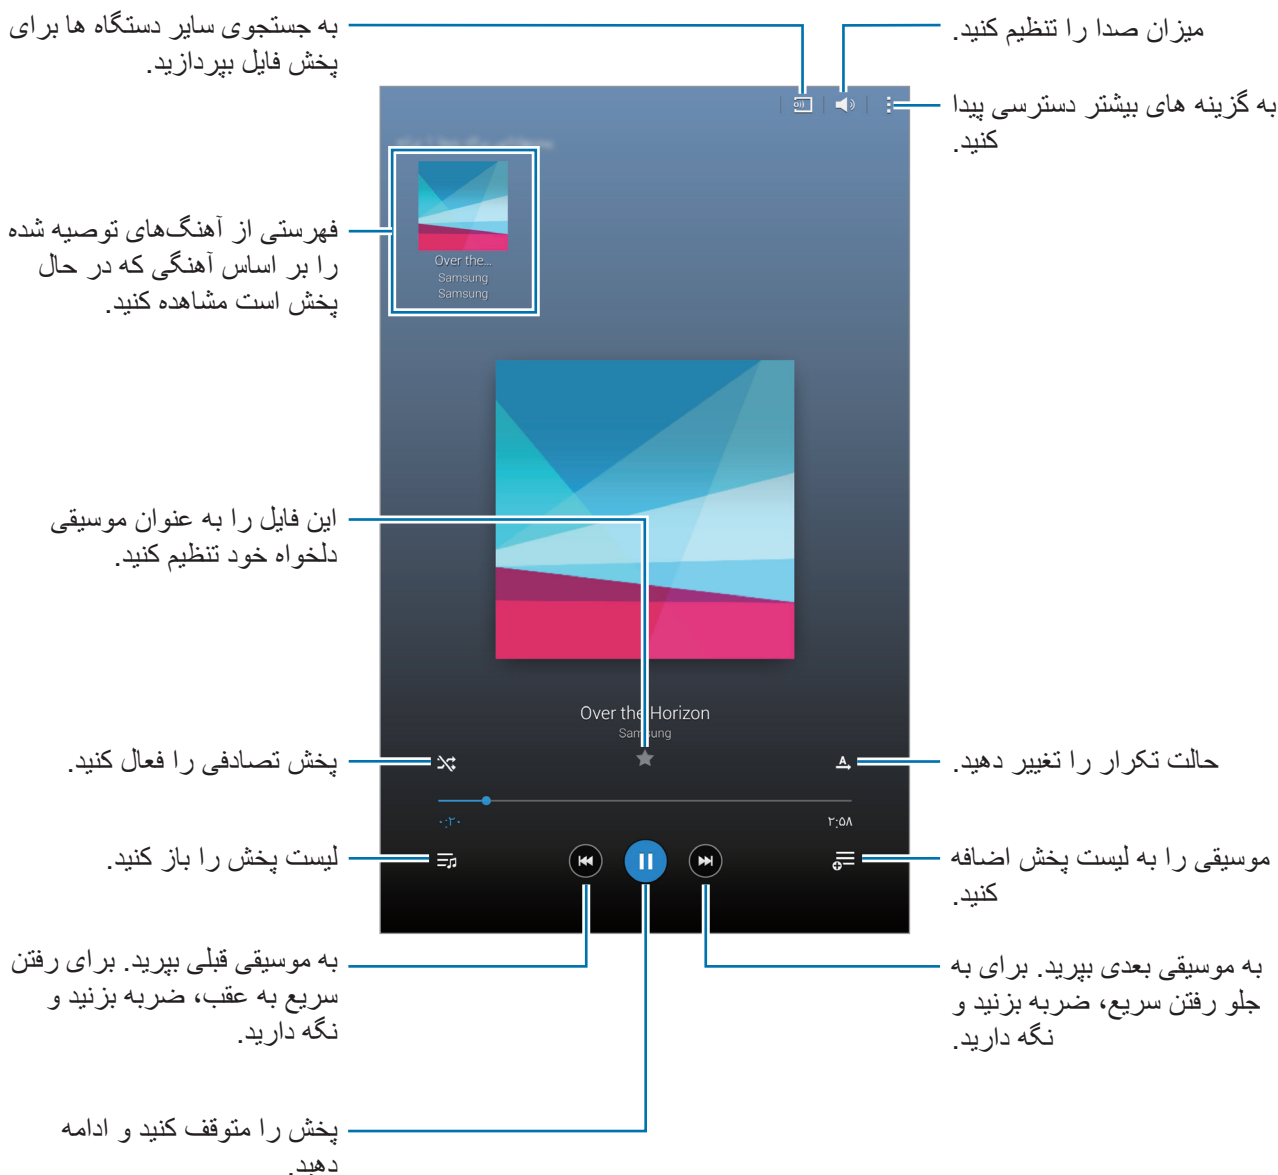 به جستجوی سایر دستگاه ها برای
پخش فایل بپردازید.
میزان صدا را تنظیم کنید.
به گزینه های بیشتر دسترسی پیدا
کنید.
فهرستی از آهنگ‌های توصیه شده
را بر اساس آهنگی که در حال
پخش است مشاهده کنید.
Over the...
Samsung
Samsung
این فایل را به عنوان موسیقی
دلخواه خود تنظیم کنید.
Over the Horizon
Samsung
پخش تصادفی را فعال کنید.
حالت تکرار را تغییر دهید.
A
۰:۲۰
۲:۵۸
لیست پخش را باز کنید.
موسیقی را به لیست پخش اضافه
کنید.
به موسیقی قبلی بپرید. برای رفتن
سریع به عقب، ضربه بزنید و
نگه دارید.
به موسیقی بعدی بپرید. برای به
جلو رفتن سریع، ضربه بزنید و
نگه دارید.
پخش را متوقف کنید و ادامه
دهید.